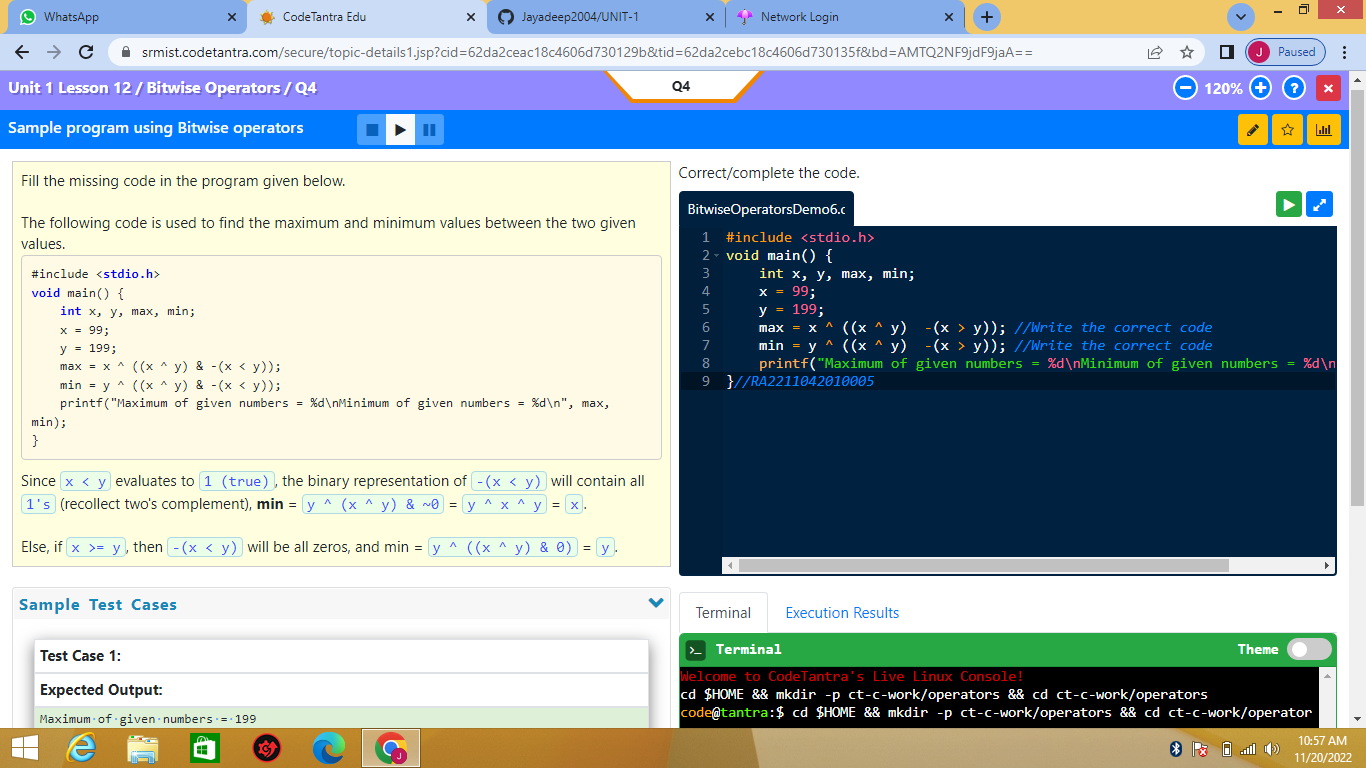 WhatsApp
CodeTantra Edu
Jayadeep2004/UNIT-1
Network Login
srmist.codetantra.com/secure/topic-details1.jsp?cid=62da2ceac18c4606d730129b&tid=62da2cebc18c4606d730135f&bd=AMTQ2NF9jdF9jaA==
J Paused
Unit 1 Lesson 12 / Bitwise Operators / Q4
Q4
120%
Sample program using Bitwise operators
Fill the missing code in the program given below.
The following code is used to find the maximum and minimum values between the two given
values.
#include <stdio.h>
void main() {
    int x, y, max, min;
    x = 99;
    y = 199;
    max = x ^ ((x ^ y) & -(x < y));
    min = y ^ ((x ^ y) & -(x < y));
    printf("Maximum of given numbers = %d\nMinimum of given numbers = %d\n", max,
min);
}
Since x < y evaluates to 1 (true), the binary representation of -(x < y) will contain all
1's (recollect two's complement), min = y ^ (x ^ y) & ~0 = y ^ x ^ y = x.
Else, if x >= y, then -(x < y) will be all zeros, and min = y ^ ((x ^ y) & 0) = y.
Sample Test Cases
Test Case 1:
Expected Output:
Maximum·of·given·numbers·=·199
Correct/complete the code.
BitwiseOperatorsDemo6.c
1 #include <stdio.h>
2 void main() {
3     int x, y, max, min;
4     x = 99;
5     y = 199;
6     max = x ^ ((x ^ y)  -(x > y)); //Write the correct code
7     min = y ^ ((x ^ y)  -(x > y)); //Write the correct code
8     printf("Maximum of given numbers = %d\nMinimum of given numbers = %d\n
9 }//RA2211042010005
Terminal
Execution Results
>_ Terminal
Theme
Welcome to CodeTantra's Live Linux Console!
cd $HOME && mkdir -p ct-c-work/operators && cd ct-c-work/operators
code@tantra:$ cd $HOME && mkdir -p ct-c-work/operators && cd ct-c-work/operator
10:57 AM
11/20/2022